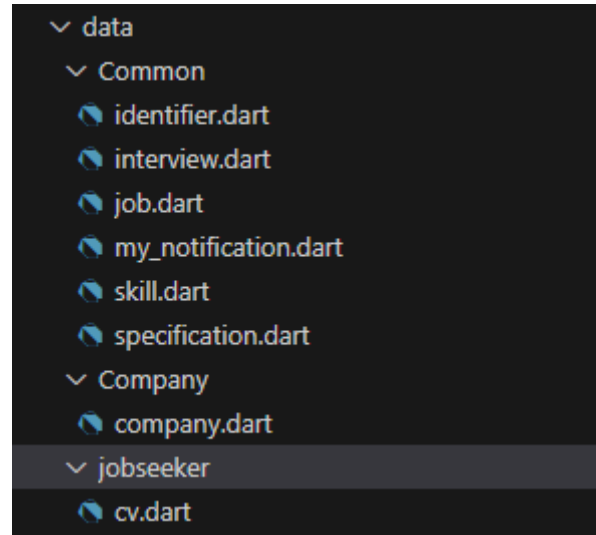 data
Common
identifier.dart
interview.dart
job.dart
my_notification.dart
skill.dart
specification.dart
Company
company.dart
jobseeker
cv.dart